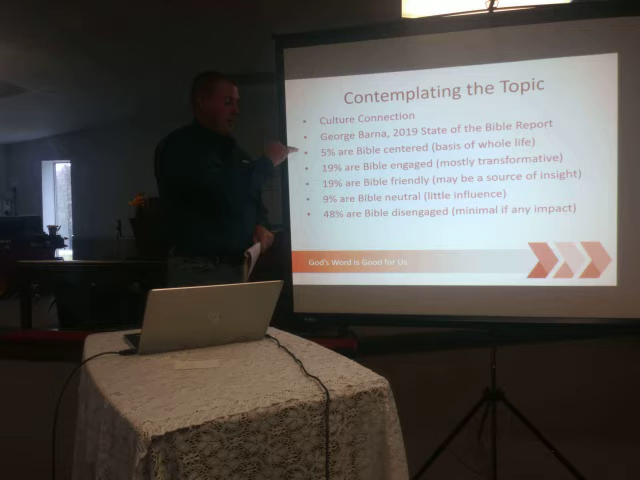 Contemplating the Topic
• Culture Connection
• George Barna, 2019 State of the Bible Report
• 5% are Bible centered (basis of whole life)
• 19% are Bible engaged (mostly transformative)
• 19% are Bible friendly (may be a source of insight)
• 9% are Bible neutral (little influence)
• 48% are Bible disengaged (minimal if any impact)
God's Word is Good for Us